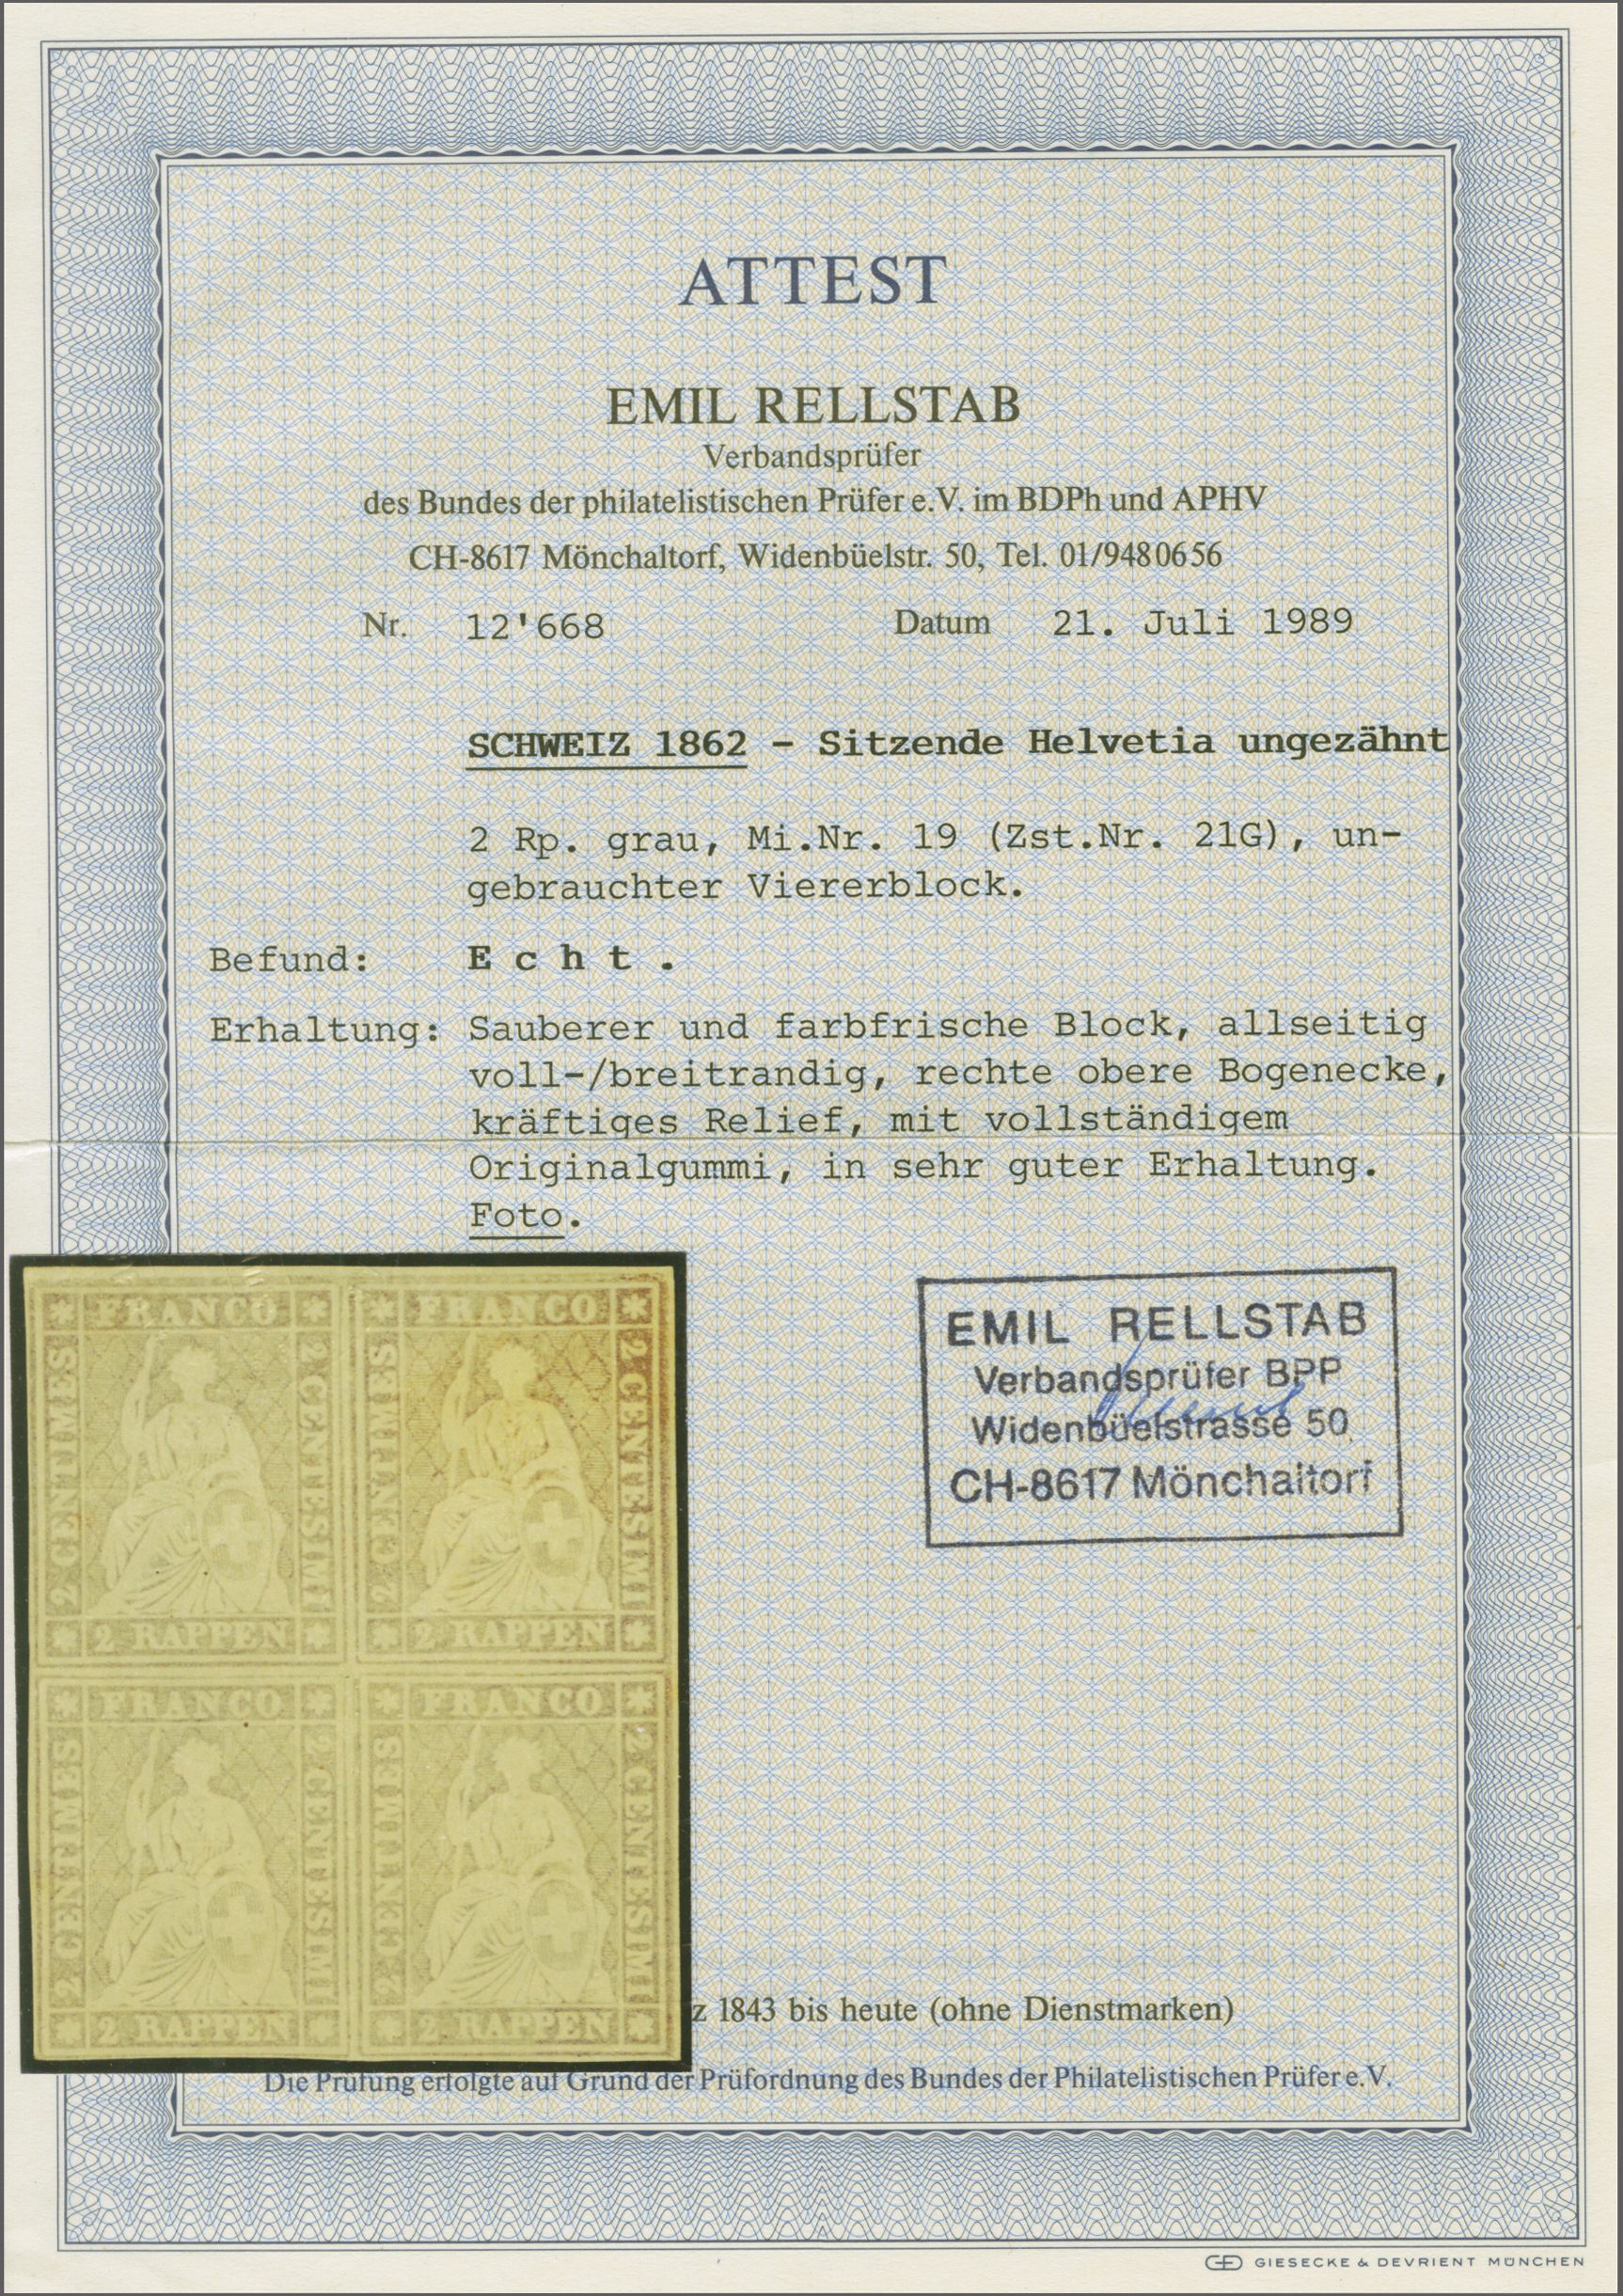 ATTEST
EMIL RELLSTAB
Verbandsprüfer
des Bundes der philatelistischen Prüfer e.V. im BDPh und APHV
CH-8617 Mönchaltorf, Widenbüelstr. 50, Tel. 01/9480656
Nr. 12'668 Datum 21. Juli 1989
SCHWEIZ 1862 - Sitzende Helvetia ungezähnt
2 Rp. grau, Mi.Nr. 19 (Zst.Nr. 21G), un-
gebrauchter Viererblock.
Befund: Echt.
Erhaltung: Sauberer und farbfrische Block, allseitig
voll-/breitrandig, rechte obere Bogenecke,
kräftiges Relief, mit vollständigem
Originalgummi, in sehr guter Erhaltung.
Foto.
FRANCO
2 CENTIMES
2 CENTESIMI
2 RAPPEN
FRANCO
2 CENTIMES
2 CENTESIMI
2 RAPPEN
FRANCO
2 CENTIMES
2 CENTESIMI
2 RAPPEN
FRANCO
2 CENTIMES
2 CENTESIMI
2 RAPPEN
EMIL RELLSTAB
Verbandsprüfer BPP
Widenbüelstrasse 50
CH-8617 Mönchaltorf
z 1843 bis heute (ohne Dienstmarken)
Die Prüfung erfolgte auf Grund der Prüfordnung des Bundes der Philatelistischen Prüfer e.V.
GIESECKE & DEVRIENT MÜNCHEN